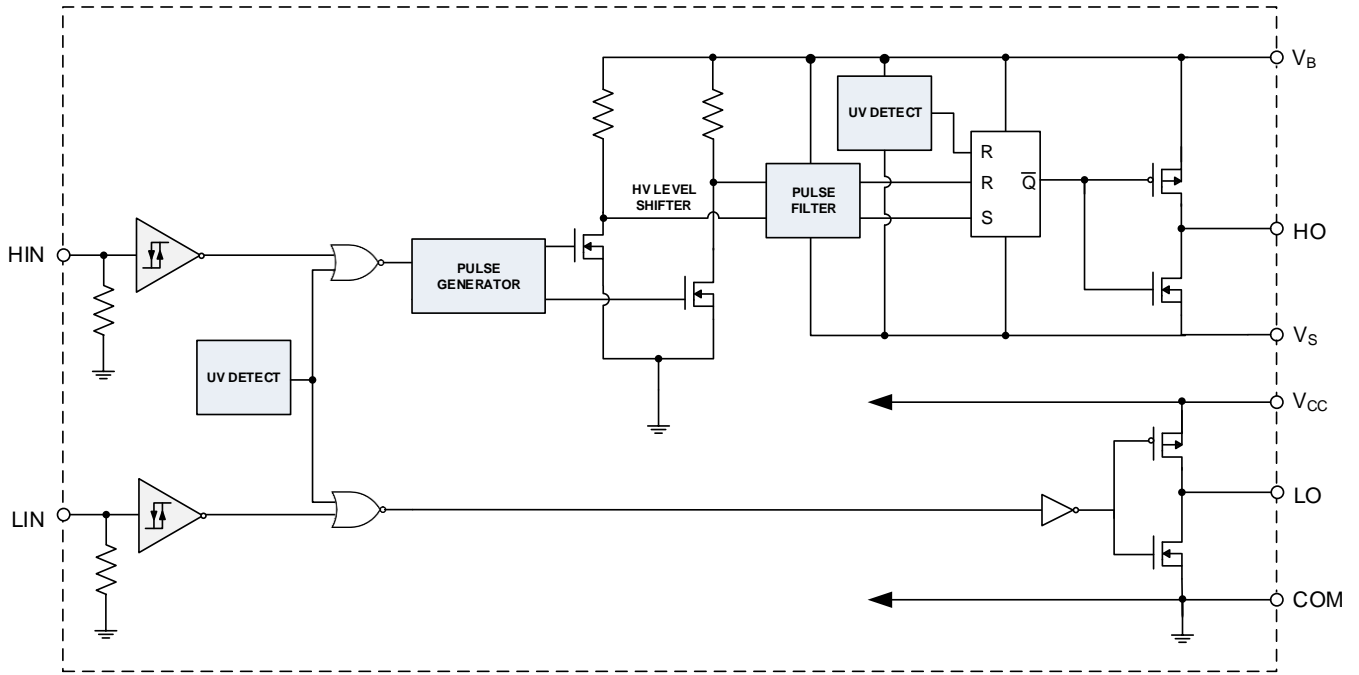 V_B
UV DETECT
R
R
Q̅
S
HV LEVEL
SHIFTER
PULSE
FILTER
HO
HIN
PULSE
GENERATOR
V_S
UV DETECT
V_CC
LO
LIN
COM